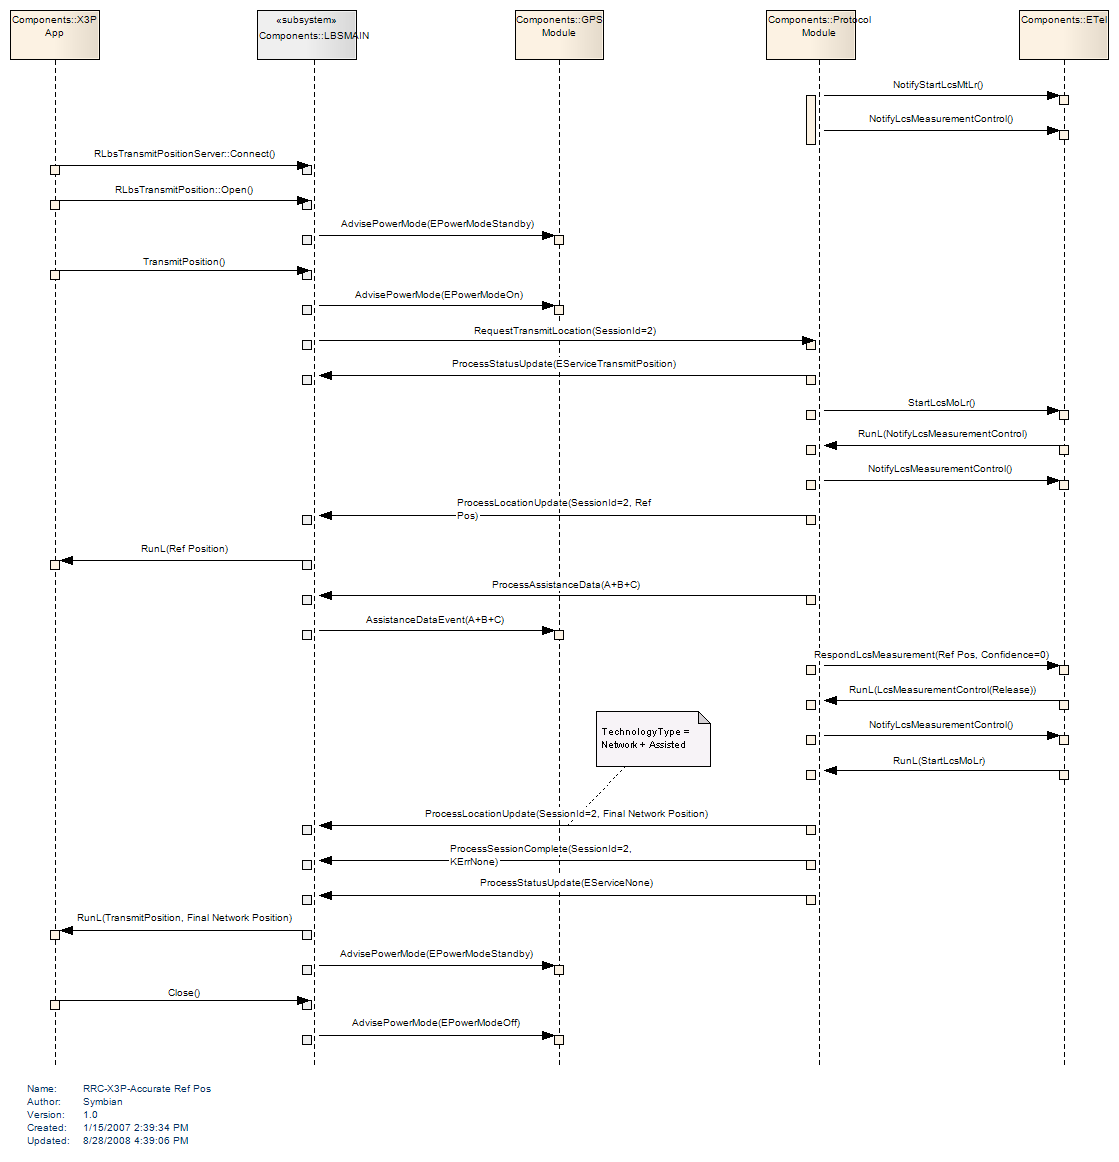 Components::X3P
App
«subsystem»
Components::LBSMAIN
Components::GPS
Module
Components::Protocol
Module
Components::ETel
NotifyStartLcsMtLr()
NotifyLcsMeasurementControl()
RLbsTransmitPositionServer::Connect()
RLbsTransmitPosition::Open()
AdvisePowerMode(EPowerModeStandby)
TransmitPosition()
AdvisePowerMode(EPowerModeOn)
RequestTransmitLocation(SessionId=2)
ProcessStatusUpdate(EServiceTransmitPosition)
StartLcsMoLr()
RunL(NotifyLcsMeasurementControl)
NotifyLcsMeasurementControl()
ProcessLocationUpdate(SessionId=2, Ref
Pos)
RunL(Ref Position)
ProcessAssistanceData(A+B+C)
AssistanceDataEvent(A+B+C)
RespondLcsMeasurement(Ref Pos, Confidence=0)
RunL(LcsMeasurementControl(Release))
NotifyLcsMeasurementControl()
TechnologyType =
Network + Assisted
RunL(StartLcsMoLr)
ProcessLocationUpdate(SessionId=2, Final Network Position)
ProcessSessionComplete(SessionId=2,
KErrNone)
ProcessStatusUpdate(EServiceNone)
RunL(TransmitPosition, Final Network Position)
AdvisePowerMode(EPowerModeStandby)
Close()
AdvisePowerMode(EPowerModeOff)
Name: RRC-X3P-Accurate Ref Pos
Author: Symbian
Version: 1.0
Created: 1/15/2007 2:39:34 PM
Updated: 8/28/2008 4:39:06 PM